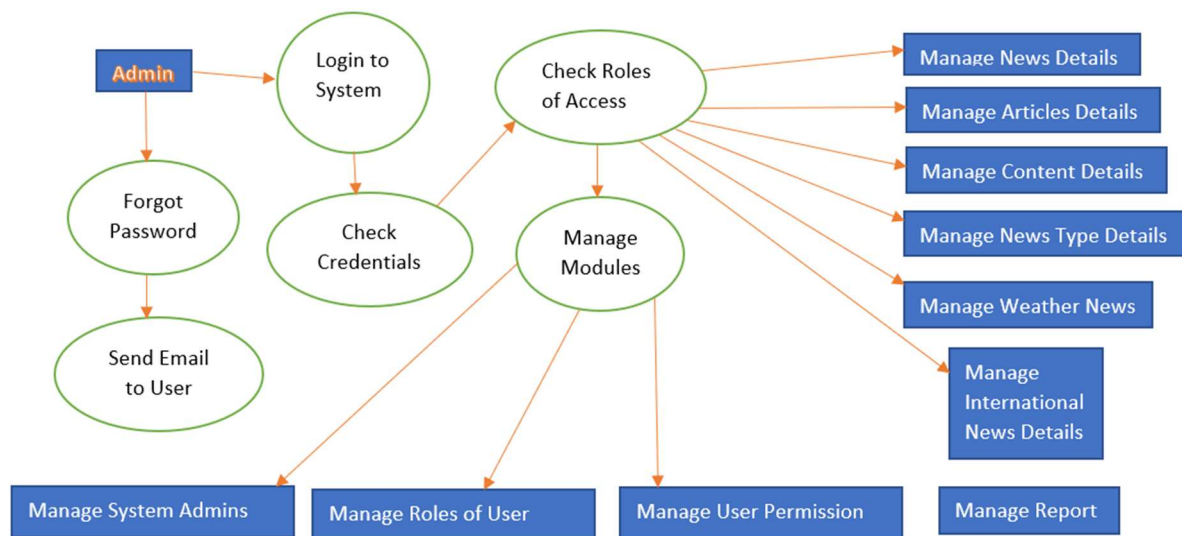 Admin
Login to
System
Check Roles
of Access
Manage News Details
Manage Articles Details
Manage Content Details
Manage News Type Details
Manage Weather News
Manage
International
News Details
Forgot
Password
Check
Credentials
Manage
Modules
Send Email
to User
Manage System Admins
Manage Roles of User
Manage User Permission
Manage Report